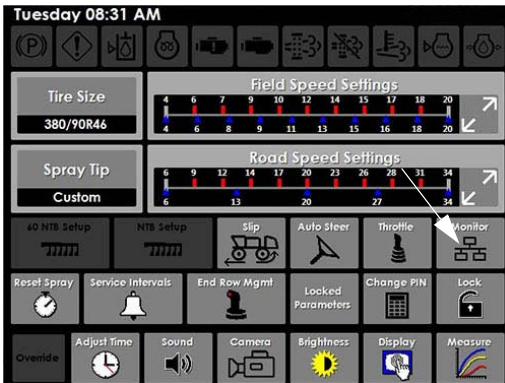 Tuesday 08:31 AM
(P)
Tire Size
380/90R46
Field Speed Settings
4 6 7 9 10 12 14 15 17 18 20
4 6 8 9 11 13 15 16 18 20
Spray Tip
Custom
Road Speed Settings
6 9 12 14 17 20 23 26 28 31 34
6 13 20 27 34
60 NTB Setup
NTB Setup
Slip
Auto Steer
Throttle
Monitor
Reset Spray
Service Intervals
End Row Mgmt
Locked
Parameters
Change PIN
Lock
Override
Adjust Time
Sound
Camera
Brightness
Display
Measure